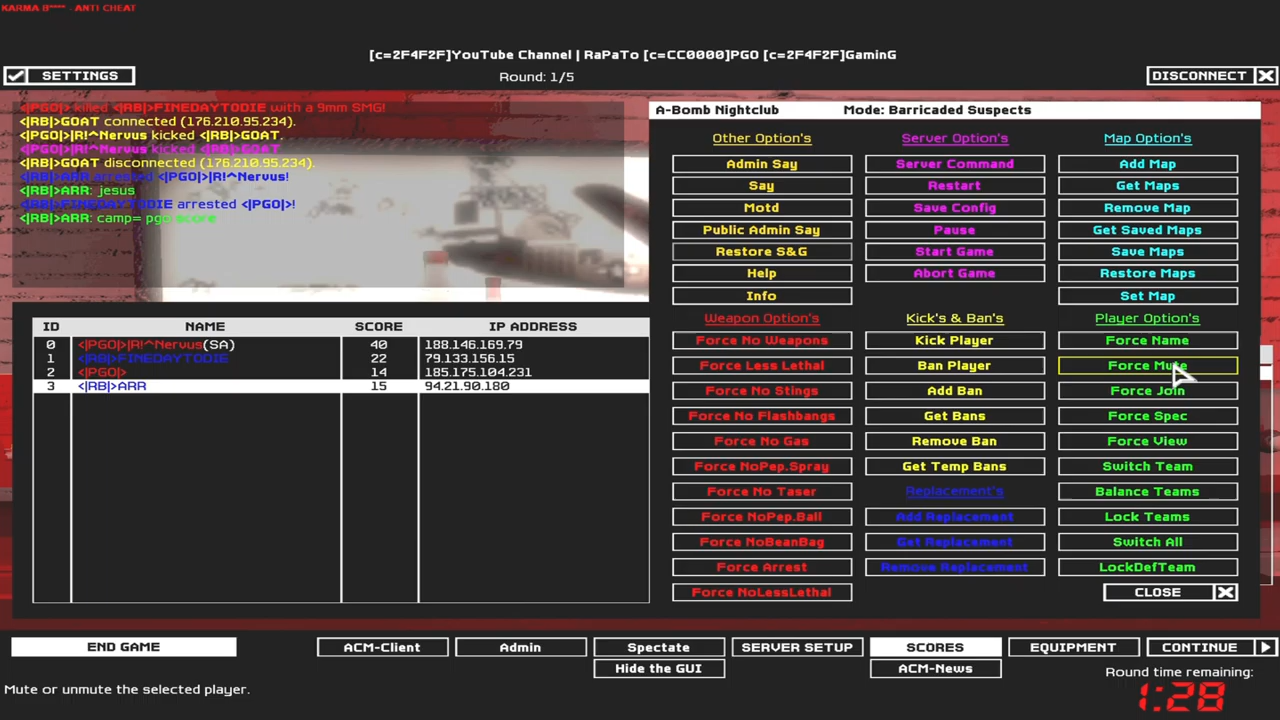 KARMA B**** - ANTI CHEAT
[c=2F4F2F]YouTube Channel | RaPaTo [c=CC0000]PGO [c=2F4F2F]GaminG
SETTINGS
Round: 1/5
DISCONNECT
<|PGO|> killed <|RB|>FINEDAYTODIE with a 9mm SMG!
<|RB|>GOAT connected (176.210.95.234).
<|PGO|>|R!^Nervus kicked <|RB|>GOAT.
<|PGO|>|R!^Nervus kicked <|RB|>GOAT
<|RB|>GOAT disconnected (176.210.95.234).
<|RB|>ARR arrested <|PGO|>|R!^Nervus!
<|RB|>ARR: jesus
<|RB|>FINEDAYTODIE arrested <|PGO|>!
<|RB|>ARR: camp= pgo score
A-Bomb Nightclub Mode: Barricaded Suspects
Other Option's Server Option's Map Option's
Admin Say Server Command Add Map
Say Restart Get Maps
Motd Save Config Remove Map
Public Admin Say Pause Get Saved Maps
Restore S&G Start Game Save Maps
Help Abort Game Restore Maps
Info Set Map
Weapon Option's Kick's & Ban's Player Option's
Force No Weapons Kick Player Force Name
Force Less Lethal Ban Player Force Mute
Force No Stings Add Ban Force Join
Force No Flashbangs Get Bans Force Spec
Force No Gas Remove Ban Force View
Force NoPep.Spray Get Temp Bans Switch Team
Force No Taser Replacement's Balance Teams
Force NoPep.Ball Add Replacement Lock Teams
Force NoBeanBag Get Replacement Switch All
Force Arrest Remove Replacement LockDefTeam
Force NoLessLethal CLOSE
ID NAME SCORE IP ADDRESS
0 <|PGO|>|R!^Nervus(SA) 40 188.146.169.79
1 <|RB|>FINEDAYTODIE 22 79.133.156.15
2 <|PGO|> 14 185.175.104.231
3 <|RB|>ARR 15 94.21.90.180
END GAME ACM-Client Admin Spectate SERVER SETUP SCORES EQUIPMENT CONTINUE
Hide the GUI ACM-News
Mute or unmute the selected player.
Round time remaining:
1:28